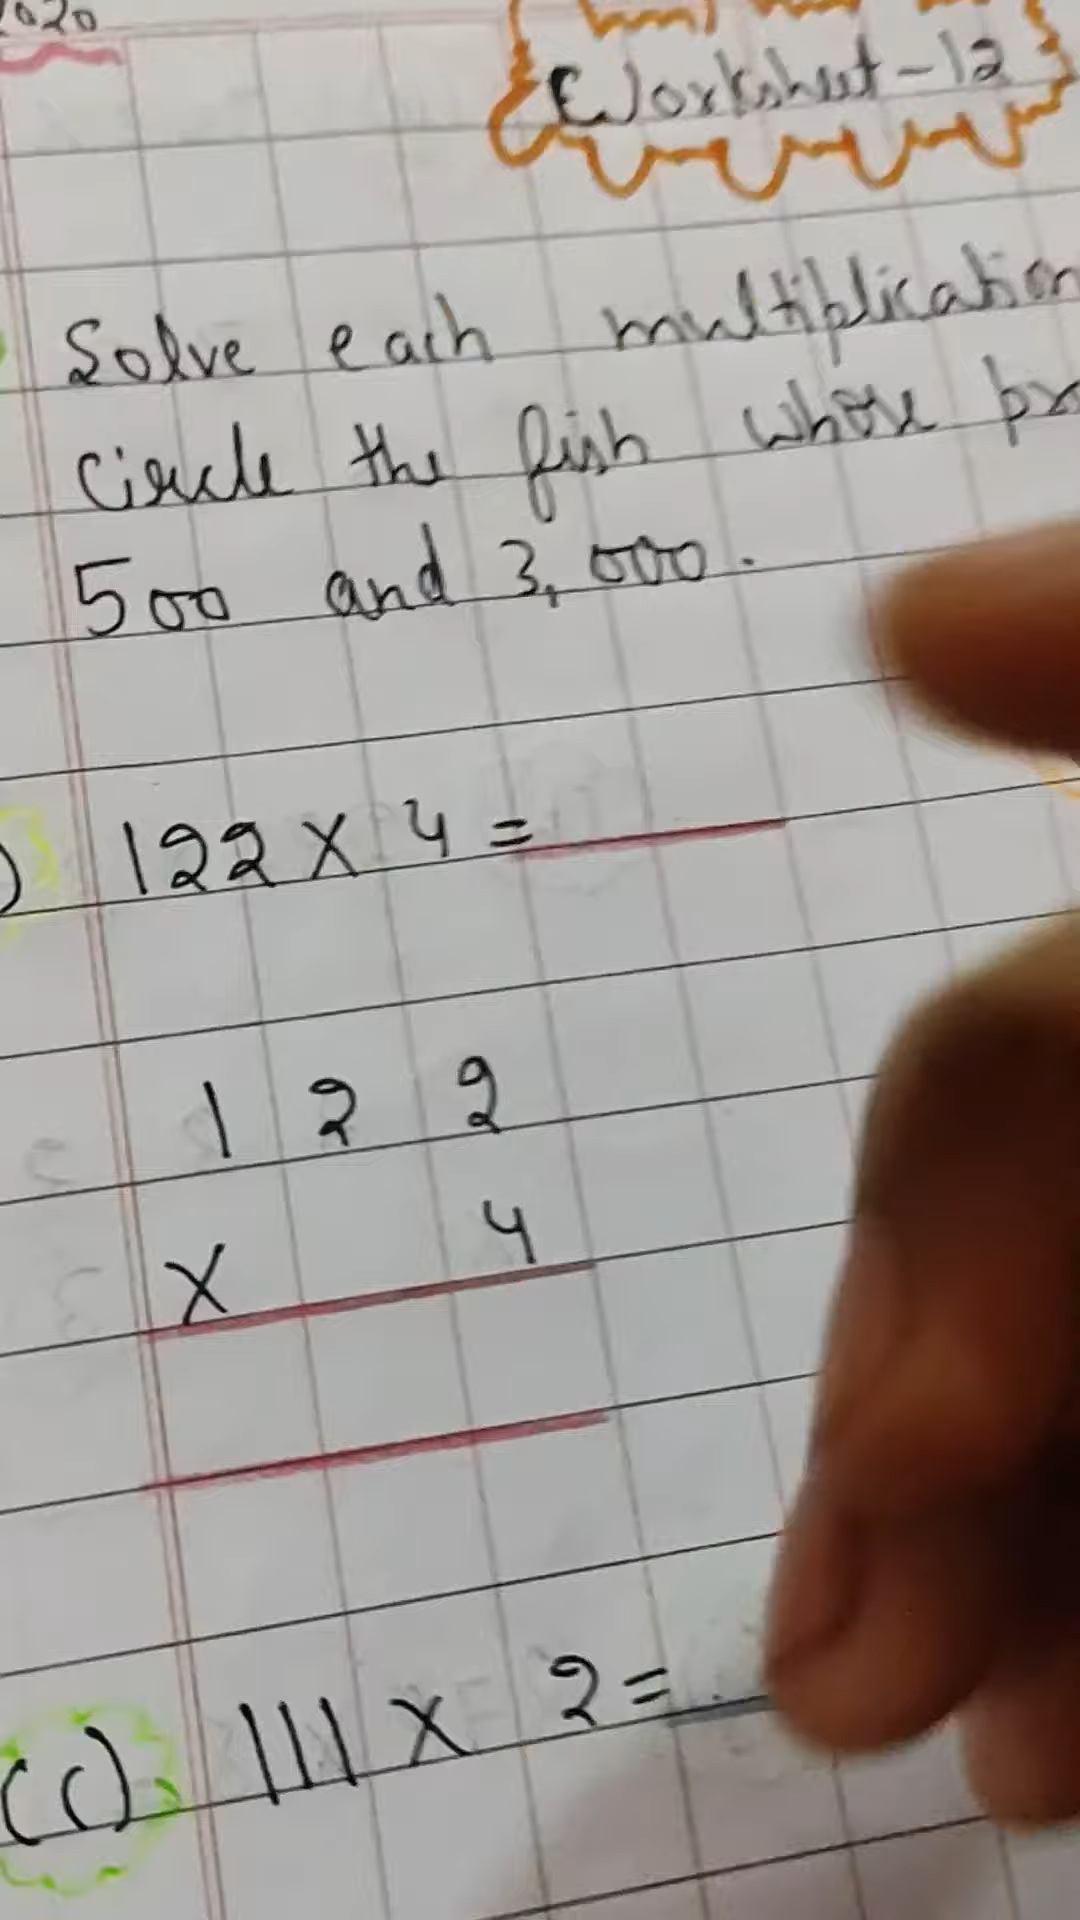 2020
Worksheet-12
Solve each multiplication
Circle the fish whose
500 and 3,000.
) 122 X 4 =
1 2 2
X 4
(c) 111 X 2 =